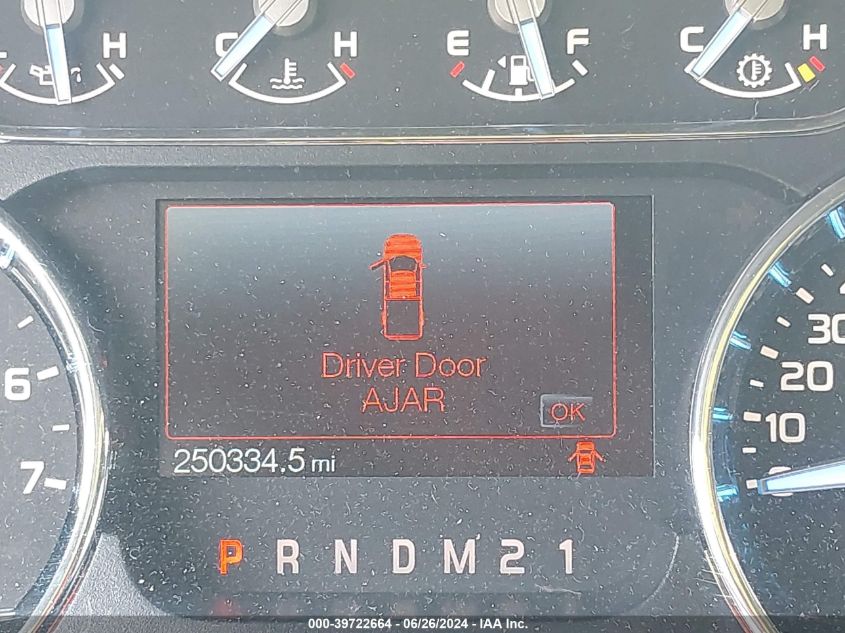 L H C H E F C H
Driver Door
AJAR
OK
250334.5 mi
6
7
30
20
10
0
P R N D M 2 1
000-39722664 / 06/26/2024 - IAA Inc.